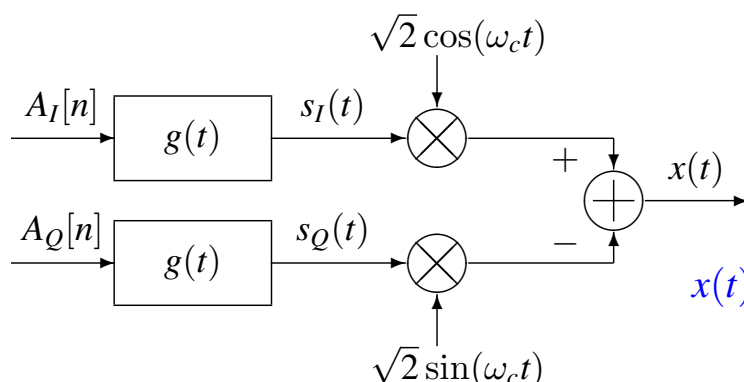 √2 cos(ω_c t)
A_I[n] g(t) s_I(t)
+ x(t)
A_Q[n] g(t) s_Q(t) −
x(t)
√2 sin(ω_c t)